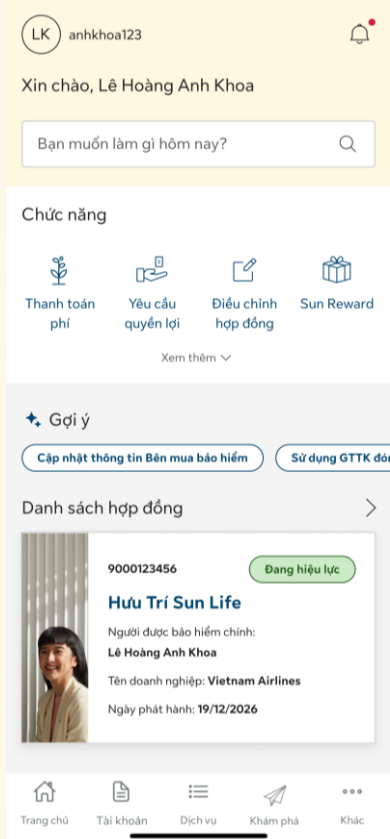 LK anhkhoa123
Xin chào, Lê Hoàng Anh Khoa
Bạn muốn làm gì hôm nay?
Chức năng
Thanh toán phí
Yêu cầu quyền lợi
Điều chỉnh hợp đồng
Sun Reward
Xem thêm
Gợi ý
Cập nhật thông tin Bên mua bảo hiểm
Sử dụng GTTK đón
Danh sách hợp đồng
9000123456
Đang hiệu lực
Hưu Trí Sun Life
Người được bảo hiểm chính:
Lê Hoàng Anh Khoa
Tên doanh nghiệp: Vietnam Airlines
Ngày phát hành: 19/12/2026
Trang chủ
Tài khoản
Dịch vụ
Khám phá
Khác